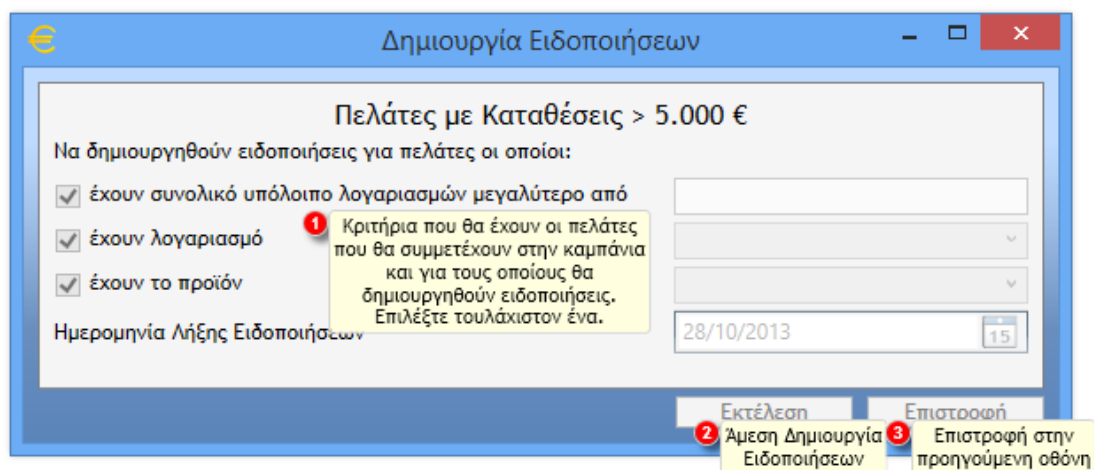 €
Δημιουργία Ειδοποιήσεων
Πελάτες με Καταθέσεις > 5.000 €
Να δημιουργηθούν ειδοποιήσεις για πελάτες οι οποίοι:
έχουν συνολικό υπόλοιπο λογαριασμών μεγαλύτερο από
έχουν λογαριασμό
1 Κριτήρια που θα έχουν οι πελάτες
που θα συμμετέχουν στην καμπάνια
και για τους οποίους θα
δημιουργηθούν ειδοποιήσεις.
Επιλέξτε τουλάχιστον ένα.
έχουν το προϊόν
Ημερομηνία Λήξης Ειδοποιήσεων
28/10/2013
15
Εκτέλεση
Επιστροφή
2 Άμεση Δημιουργία
Ειδοποιήσεων
3 Επιστροφή στην
προηγούμενη οθόνη